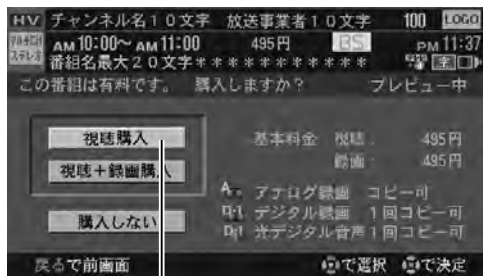 HV チャンネル名10文字 放送事業者10文字 100 LOGO
マルチ ステレオ AM 10:00~ AM 11:00 495円 BS PM 11:37
番組名最大20文字********** 字
この番組は有料です。 購入しますか? プレビュー中
視聴購入 基本料金 視聴: 495円
視聴+録画購入 録画: 495円
購入しない アナログ録画 コピー可
デジタル録画 1回コピー可
光デジタル音声 1回コピー可
戻るで前画面 で選択 で決定